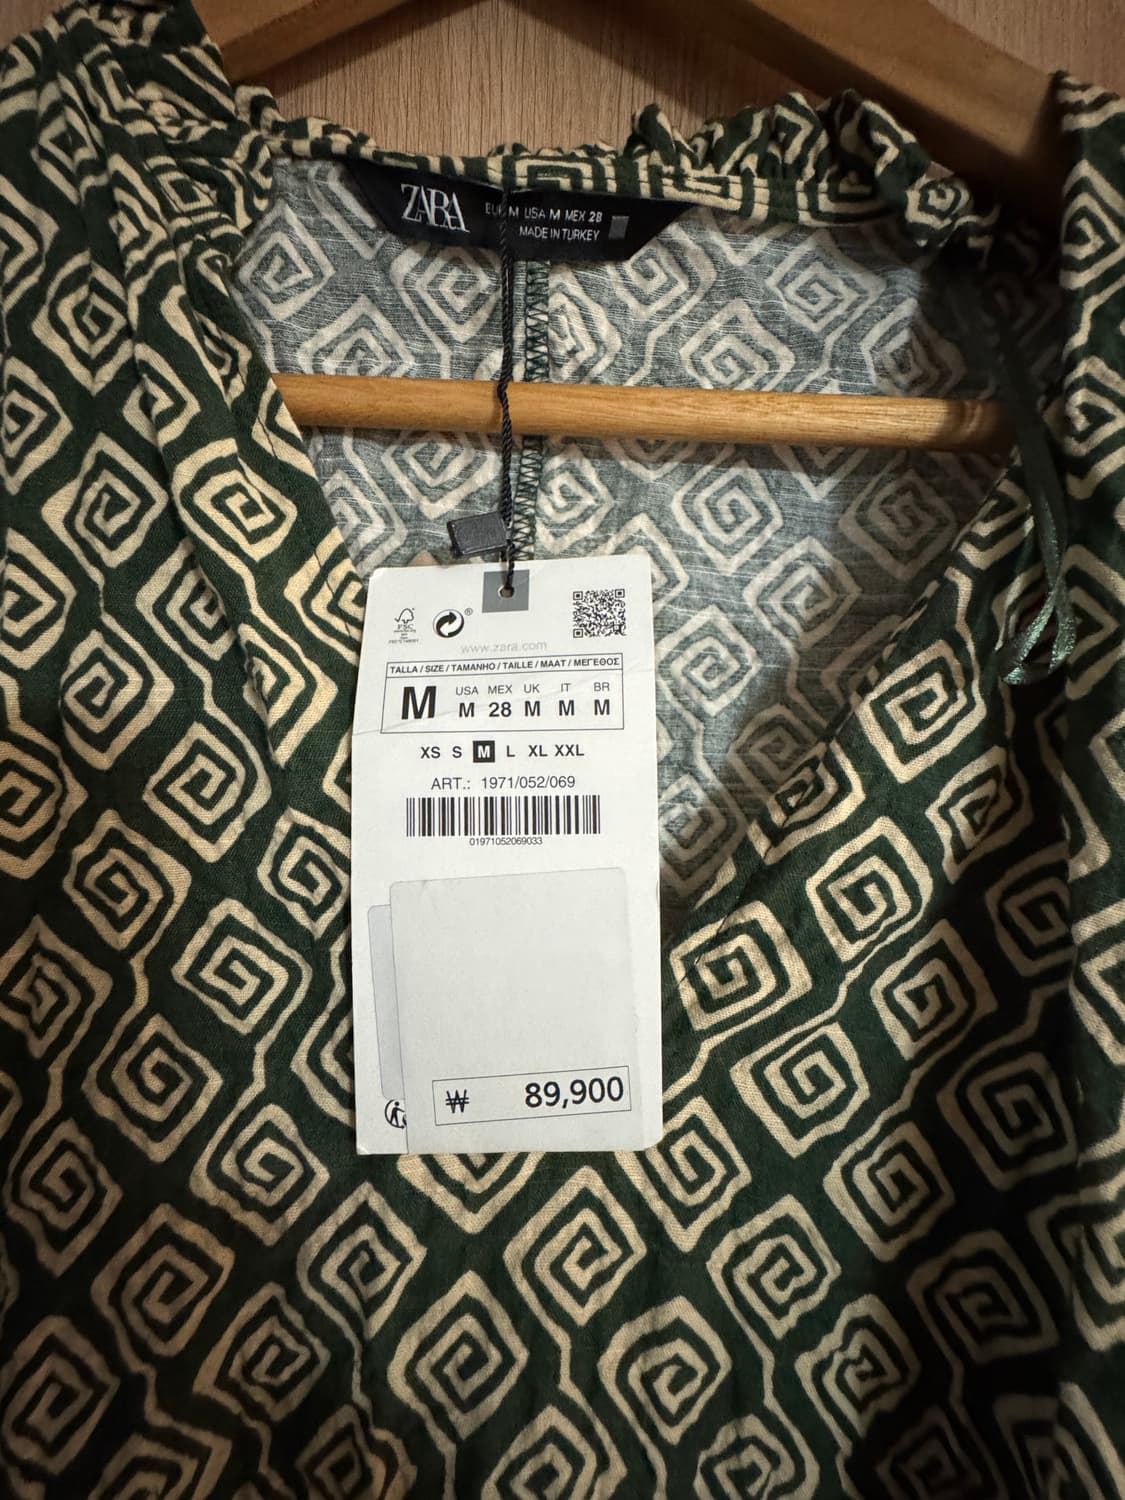 ZARA
EUR M USA M MEX 28
MADE IN TURKEY
FSC
www.zara.com
TALLA / SIZE / TAMANHO / TAILLE / MAAT / ΜΕΓΕΘΟΣ
M
USA MEX UK IT BR
M 28 M M M
XS S M L XL XXL
ART.: 1971/052/069
01971052069033
₩ 89,900